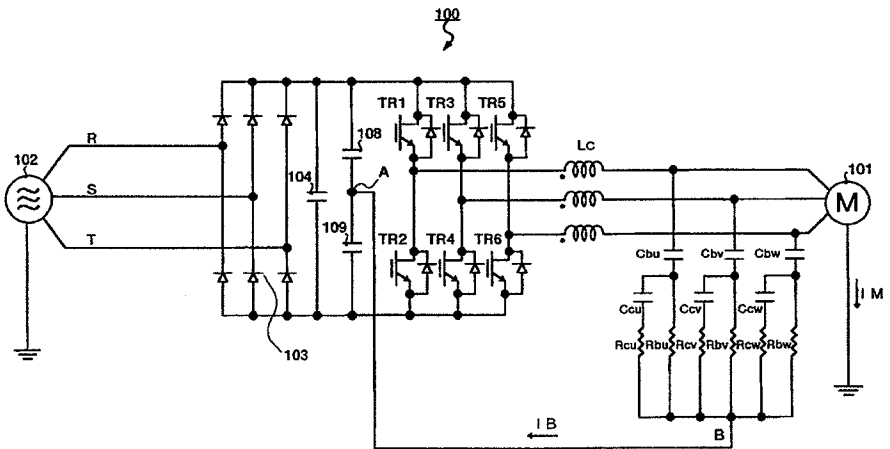 100
TR1 TR3 TR5
108
R
Lc
102
104
A
101
S
M
109
T
TR2 TR4 TR6
Cbu Cbv Cbw
I M
Ccu Ccv Ccw
Rcu Rbu Rcv Rbv Rcw Rbw
103
I B
B